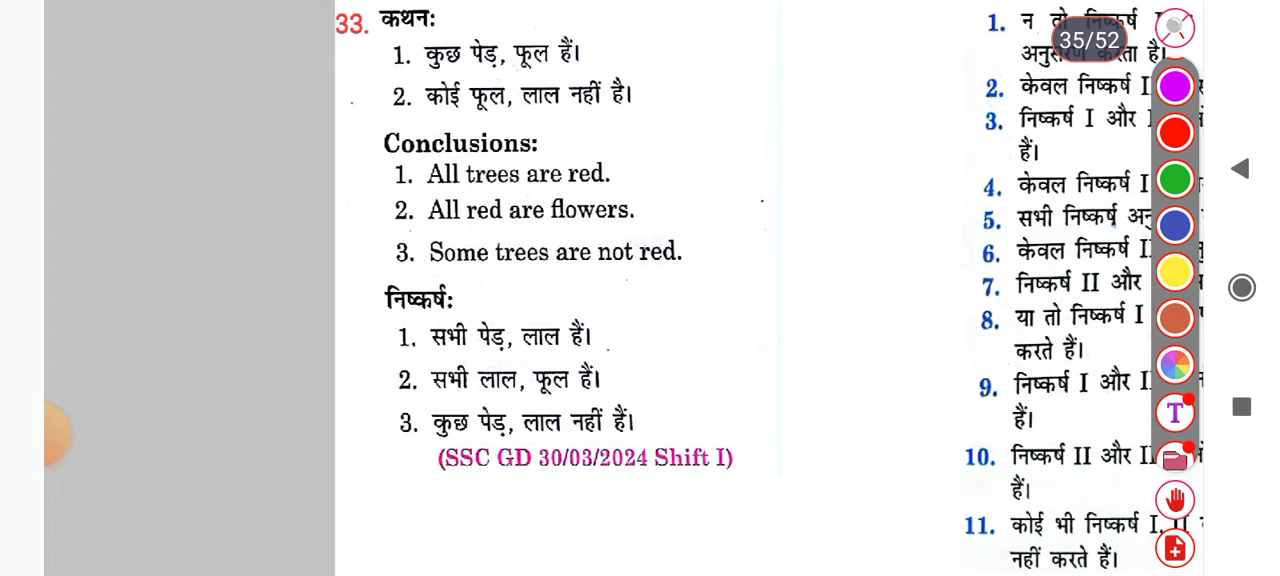 33. कथन:
1. कुछ पेड़, फूल हैं।
2. कोई फूल, लाल नहीं है।
Conclusions:
1. All trees are red.
2. All red are flowers.
3. Some trees are not red.
निष्कर्ष:
1. सभी पेड़, लाल हैं।
2. सभी लाल, फूल हैं।
3. कुछ पेड़, लाल नहीं हैं।
(SSC GD 30/03/2024 Shift I)
35/52
1. न तो निष्कर्ष
अनुसरण करता है।
2. केवल निष्कर्ष
3. निष्कर्ष I और
हैं।
4. केवल निष्कर्ष
5. सभी निष्कर्ष
6. केवल निष्कर्ष
7. निष्कर्ष II और
8. या तो निष्कर्ष I
करते हैं।
9. निष्कर्ष I और
हैं।
10. निष्कर्ष II और
हैं।
11. कोई भी निष्कर्ष I, II
नहीं करते हैं।
T